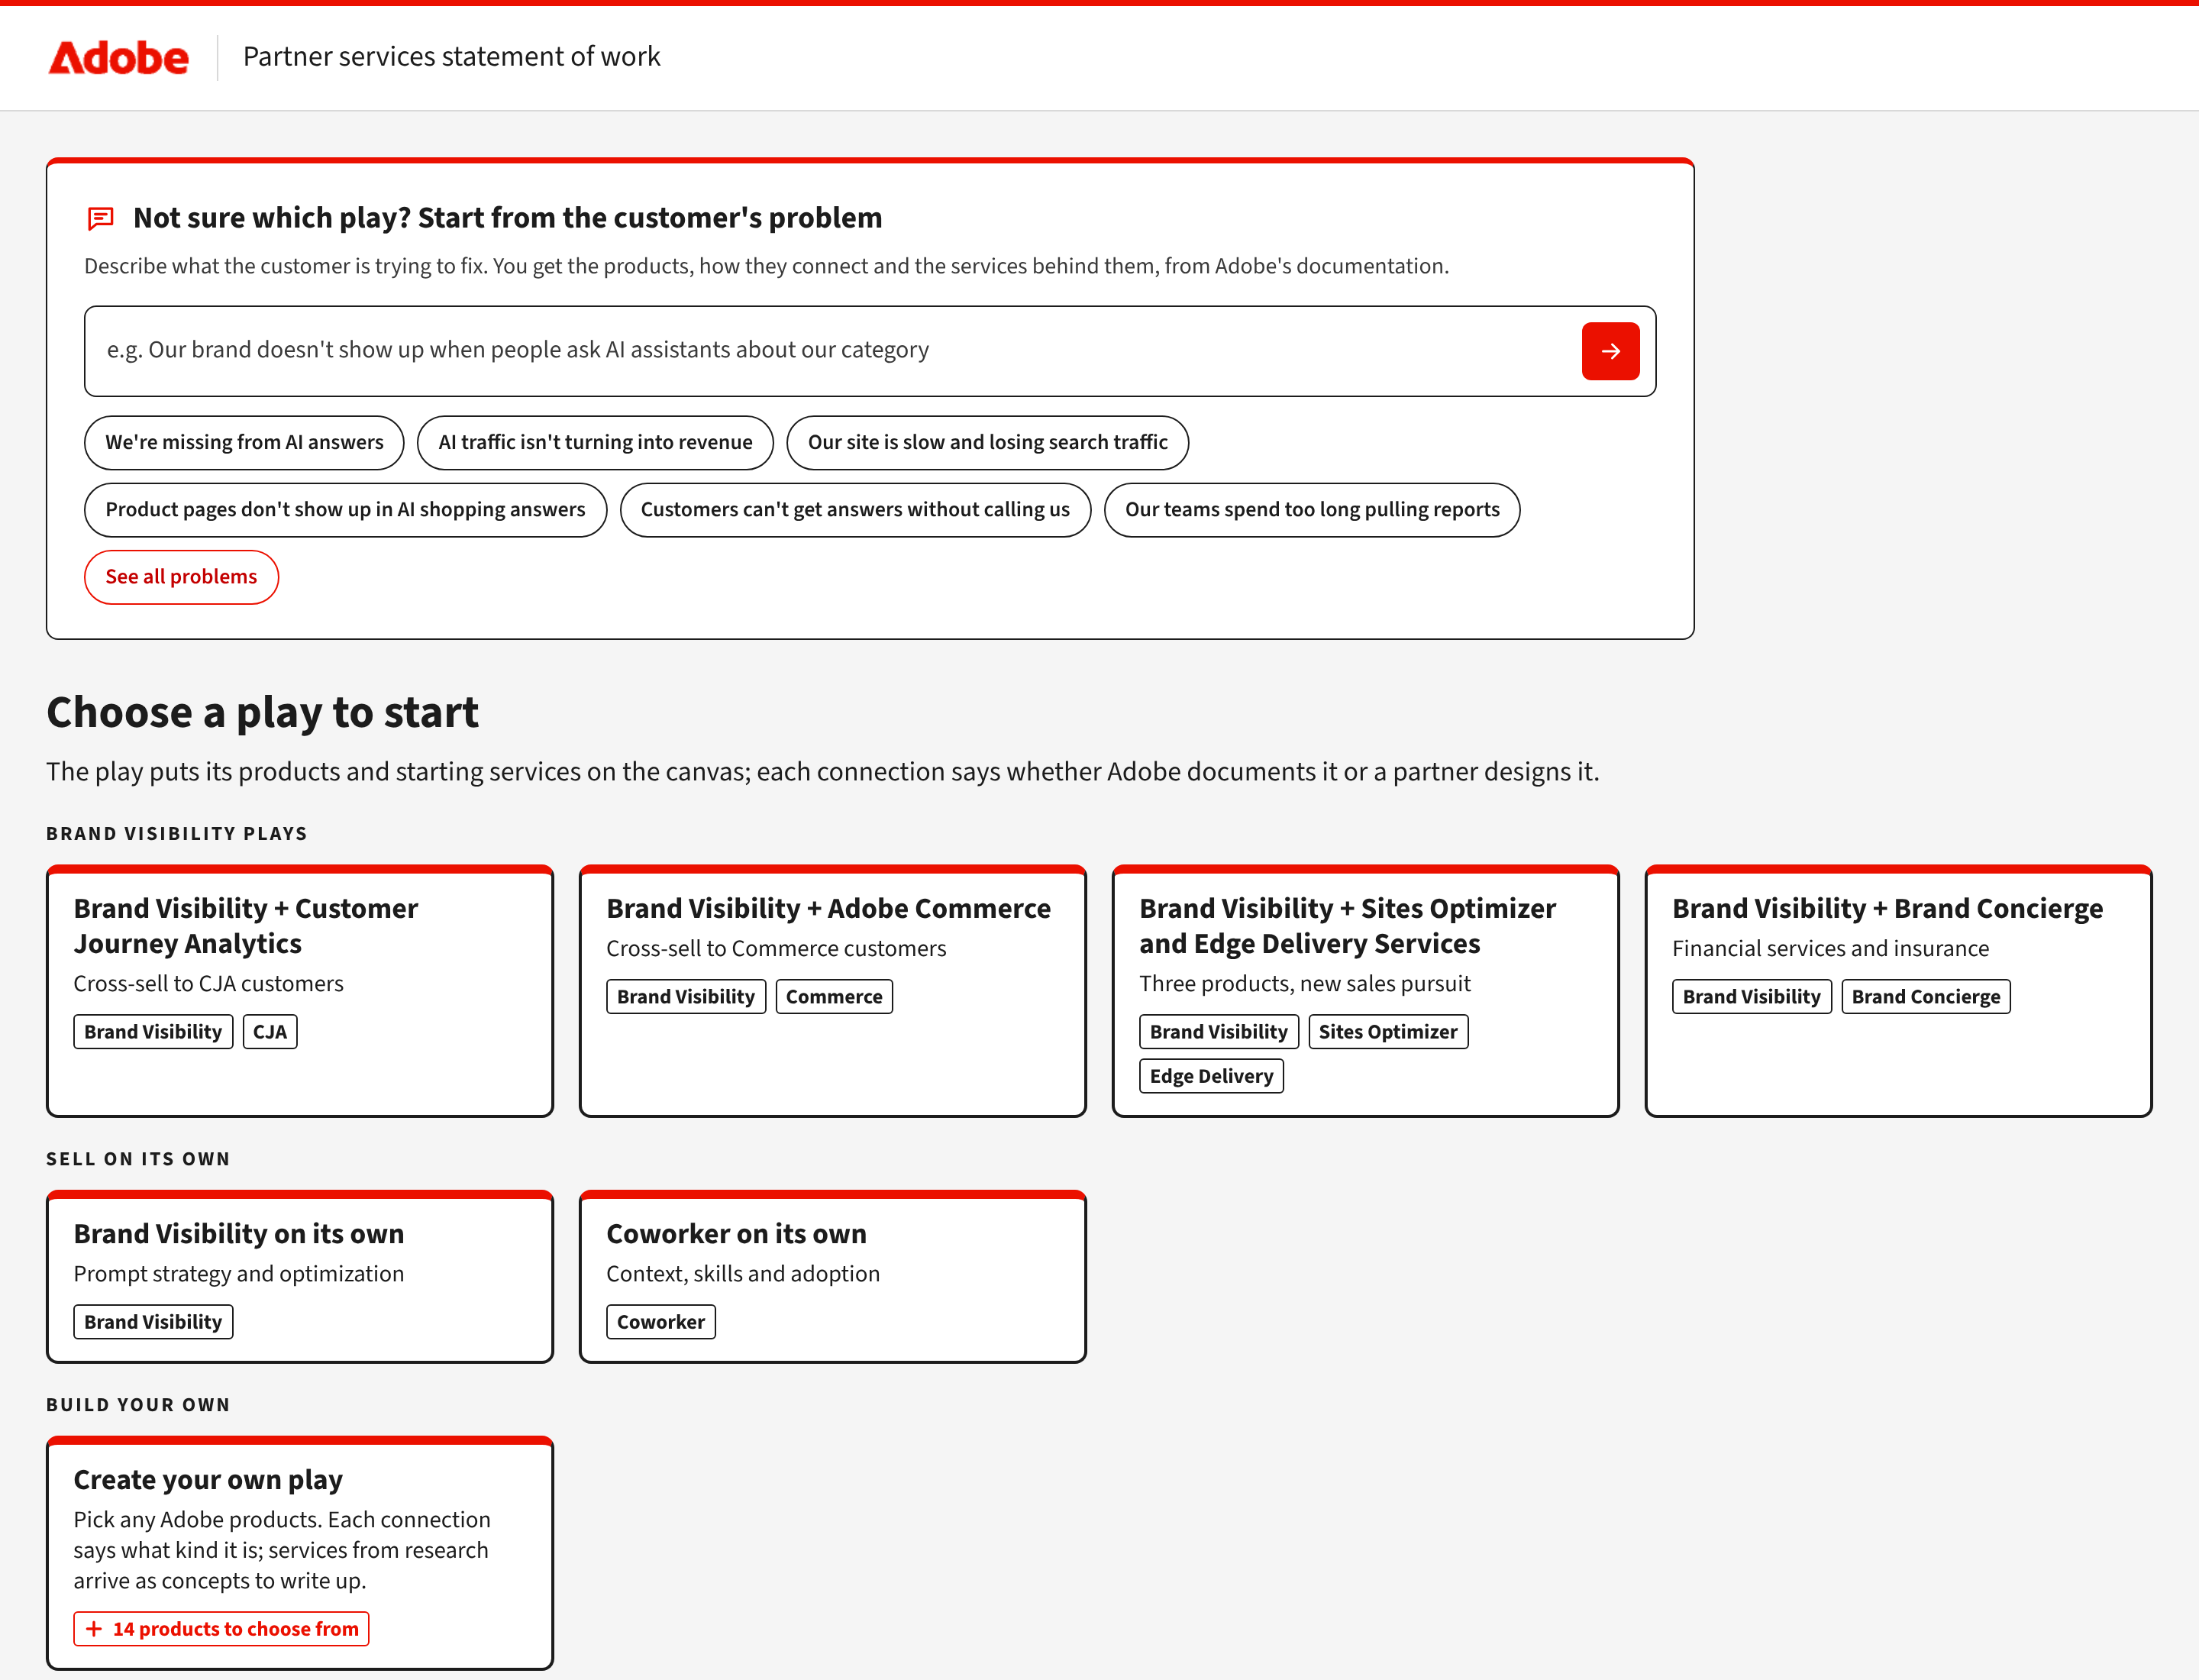 Adobe
Partner services statement of work
Not sure which play? Start from the customer's problem
Describe what the customer is trying to fix. You get the products, how they connect and the services behind them, from Adobe's documentation.
e.g. Our brand doesn't show up when people ask AI assistants about our category
We're missing from AI answers
AI traffic isn't turning into revenue
Our site is slow and losing search traffic
Product pages don't show up in AI shopping answers
Customers can't get answers without calling us
Our teams spend too long pulling reports
See all problems
Choose a play to start
The play puts its products and starting services on the canvas; each connection says whether Adobe documents it or a partner designs it.
BRAND VISIBILITY PLAYS
Brand Visibility + Customer
Journey Analytics
Cross-sell to CJA customers
Brand Visibility
CJA
Brand Visibility + Adobe Commerce
Cross-sell to Commerce customers
Brand Visibility
Commerce
Brand Visibility + Sites Optimizer
and Edge Delivery Services
Three products, new sales pursuit
Brand Visibility
Sites Optimizer
Edge Delivery
Brand Visibility + Brand Concierge
Financial services and insurance
Brand Visibility
Brand Concierge
SELL ON ITS OWN
Brand Visibility on its own
Prompt strategy and optimization
Brand Visibility
Coworker on its own
Context, skills and adoption
Coworker
BUILD YOUR OWN
Create your own play
Pick any Adobe products. Each connection
says what kind it is; services from research
arrive as concepts to write up.
+ 14 products to choose from